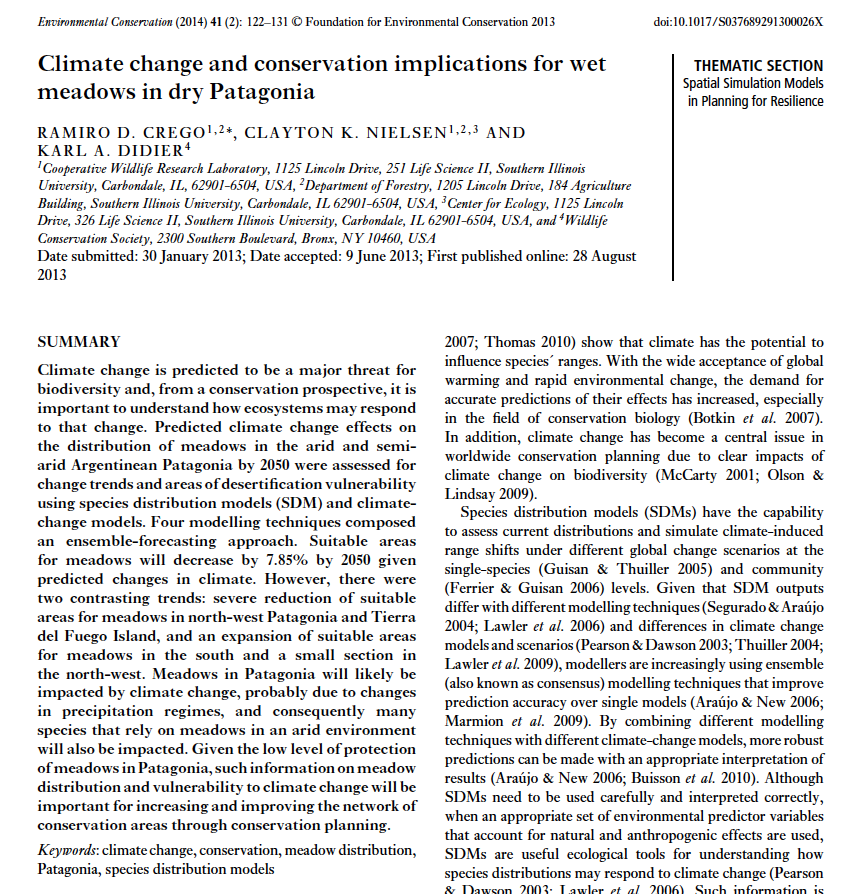 Environmental Conservation (2014) 41 (2): 122–131 © Foundation for Environmental Conservation 2013
doi:10.1017/S037689291300026X
Climate change and conservation implications for wet
meadows in dry Patagonia
THEMATIC SECTION
Spatial Simulation Models
in Planning for Resilience
RAMIRO D. CREGO1,2*, CLAYTON K. NIELSEN1,2,3 AND
KARL A. DIDIER4
1Cooperative Wildlife Research Laboratory, 1125 Lincoln Drive, 251 Life Science II, Southern Illinois
University, Carbondale, IL, 62901-6504, USA, 2Department of Forestry, 1205 Lincoln Drive, 184 Agriculture
Building, Southern Illinois University, Carbondale, IL 62901-6504, USA, 3Center for Ecology, 1125 Lincoln
Drive, 326 Life Science II, Southern Illinois University, Carbondale, IL 62901-6504, USA, and 4Wildlife
Conservation Society, 2300 Southern Boulevard, Bronx, NY 10460, USA
Date submitted: 30 January 2013; Date accepted: 9 June 2013; First published online: 28 August
2013
SUMMARY
Climate change is predicted to be a major threat for
biodiversity and, from a conservation prospective, it is
important to understand how ecosystems may respond
to that change. Predicted climate change effects on
the distribution of meadows in the arid and semi-
arid Argentinean Patagonia by 2050 were assessed for
change trends and areas of desertification vulnerability
using species distribution models (SDM) and climate-
change models. Four modelling techniques composed
an ensemble-forecasting approach. Suitable areas
for meadows will decrease by 7.85% by 2050 given
predicted changes in climate. However, there were
two contrasting trends: severe reduction of suitable
areas for meadows in north-west Patagonia and Tierra
del Fuego Island, and an expansion of suitable areas
for meadows in the south and a small section in
the north-west. Meadows in Patagonia will likely be
impacted by climate change, probably due to changes
in precipitation regimes, and consequently many
species that rely on meadows in an arid environment
will also be impacted. Given the low level of protection
of meadows in Patagonia, such information on meadow
distribution and vulnerability to climate change will be
important for increasing and improving the network of
conservation areas through conservation planning.
Keywords: climate change, conservation, meadow distribution,
Patagonia, species distribution models
2007; Thomas 2010) show that climate has the potential to
influence species´ ranges. With the wide acceptance of global
warming and rapid environmental change, the demand for
accurate predictions of their effects has increased, especially
in the field of conservation biology (Botkin et al. 2007).
In addition, climate change has become a central issue in
worldwide conservation planning due to clear impacts of
climate change on biodiversity (McCarty 2001; Olson &
Lindsay 2009).
Species distribution models (SDMs) have the capability
to assess current distributions and simulate climate-induced
range shifts under different global change scenarios at the
single-species (Guisan & Thuiller 2005) and community
(Ferrier & Guisan 2006) levels. Given that SDM outputs
differ with different modelling techniques (Segurado & Araújo
2004; Lawler et al. 2006) and differences in climate change
models and scenarios (Pearson & Dawson 2003; Thuiller 2004;
Lawler et al. 2009), modellers are increasingly using ensemble
(also known as consensus) modelling techniques that improve
prediction accuracy over single models (Araújo & New 2006;
Marmion et al. 2009). By combining different modelling
techniques with different climate-change models, more robust
predictions can be made with an appropriate interpretation of
results (Araújo & New 2006; Buisson et al. 2010). Although
SDMs need to be used carefully and interpreted correctly,
when an appropriate set of environmental predictor variables
that account for natural and anthropogenic effects are used,
SDMs are useful ecological tools for understanding how
species distributions may respond to climate change (Pearson
& Dawson 2003; Lawler et al. 2006). Such information is